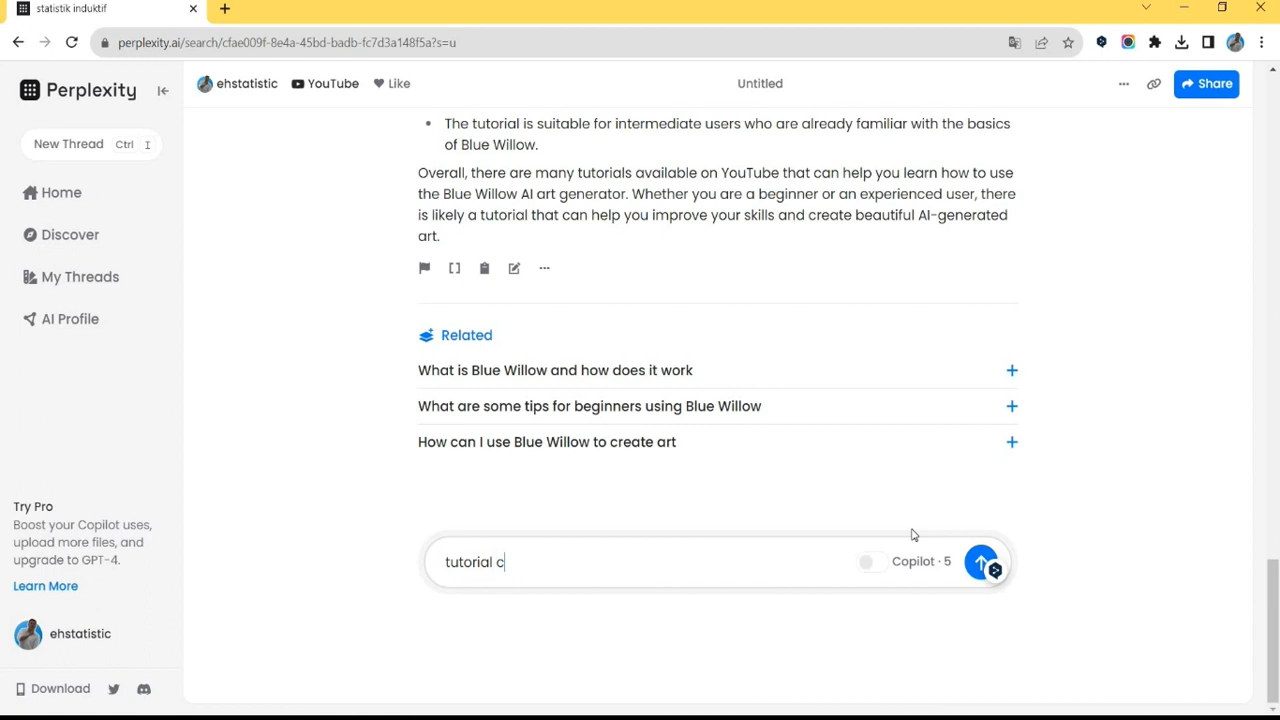 statistik induktif
perplexity.ai/search/cfae009f-8e4a-45bd-badb-fc7d3a148f5a?s=u
Perplexity
ehstatistic YouTube Like Untitled Share
New Thread Ctrl I
Home
Discover
My Threads
AI Profile
The tutorial is suitable for intermediate users who are already familiar with the basics
of Blue Willow.
Overall, there are many tutorials available on YouTube that can help you learn how to use
the Blue Willow AI art generator. Whether you are a beginner or an experienced user, there
is likely a tutorial that can help you improve your skills and create beautiful AI-generated
art.
Related
What is Blue Willow and how does it work
What are some tips for beginners using Blue Willow
How can I use Blue Willow to create art
tutorial c
Copilot · 5
Try Pro
Boost your Copilot uses,
upload more files, and
upgrade to GPT-4.
Learn More
ehstatistic
Download